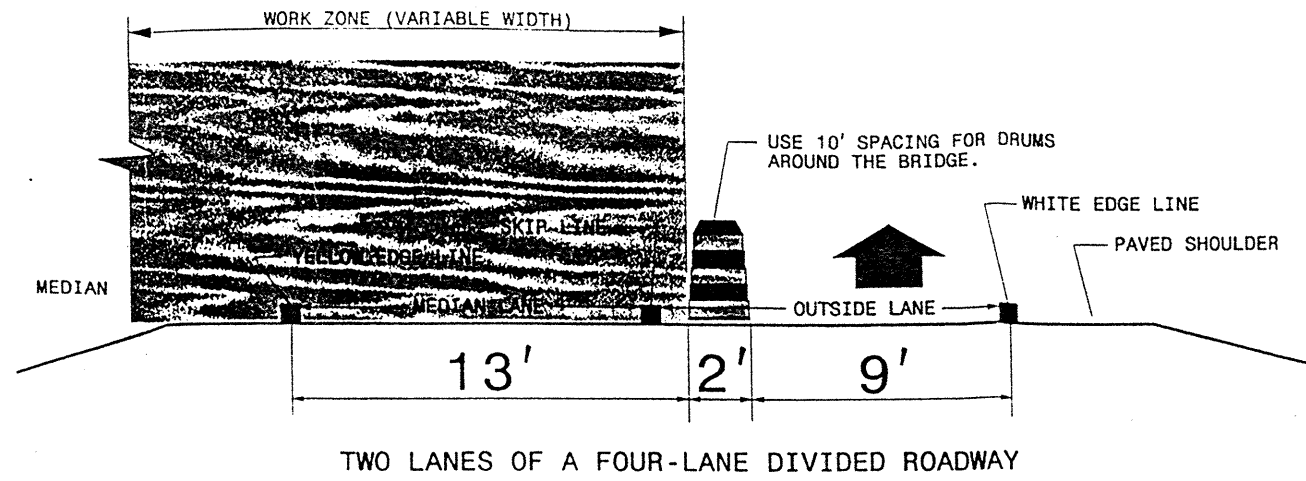 WORK ZONE (VARIABLE WIDTH)
USE 10' SPACING FOR DRUMS
AROUND THE BRIDGE.
SKIP LINE
WHITE EDGE LINE
YELLOW EDGE LINE
PAVED SHOULDER
MEDIAN
MEDIAN LANE
OUTSIDE LANE
13'
2'
9'
TWO LANES OF A FOUR-LANE DIVIDED ROADWAY